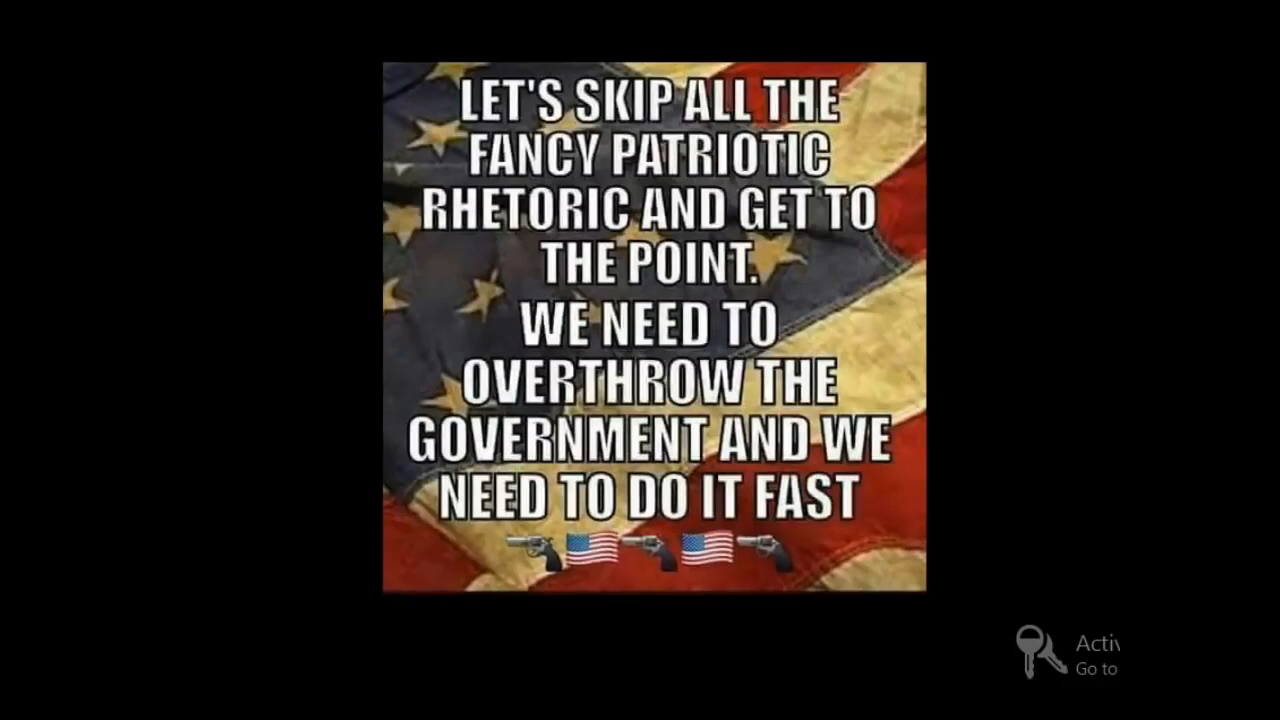 LET'S SKIP ALL THE
FANCY PATRIOTIC
RHETORIC AND GET TO
THE POINT.
WE NEED TO
OVERTHROW THE
GOVERNMENT AND WE
NEED TO DO IT FAST
Activ
Go to